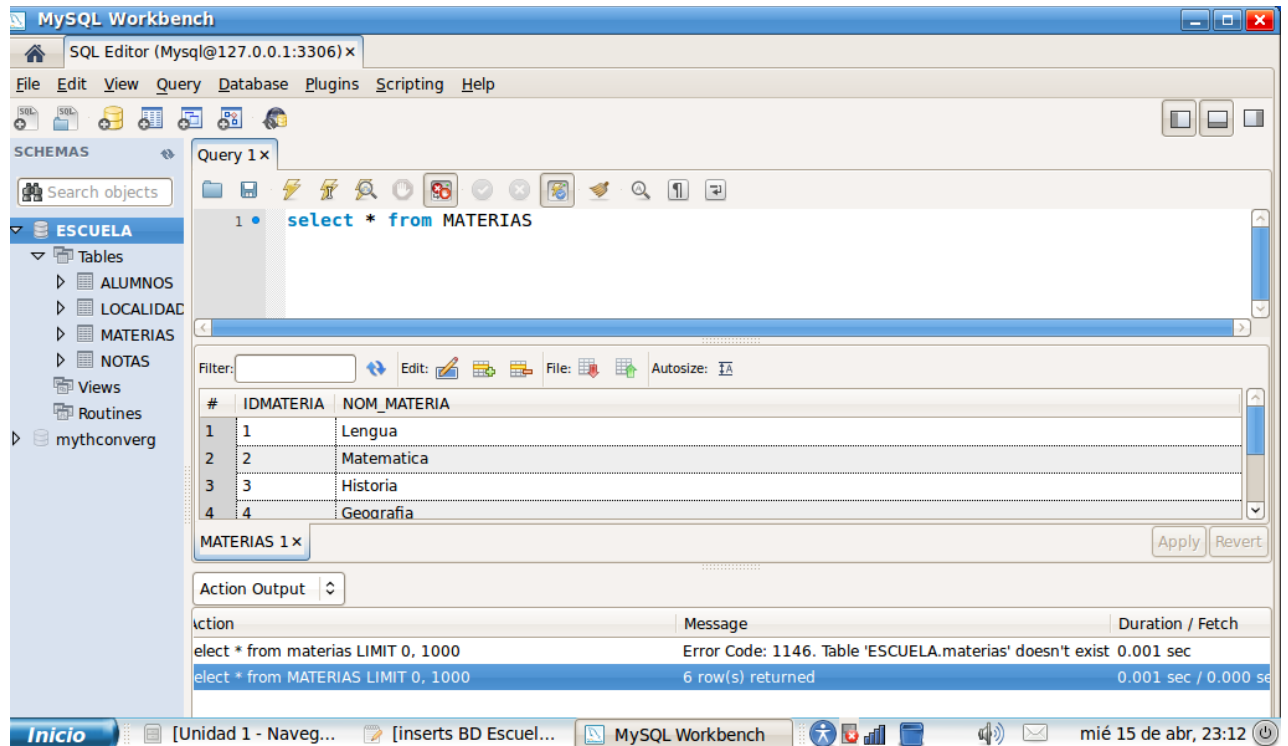 MySQL Workbench
SQL Editor (Mysql@127.0.0.1:3306) ×
File Edit View Query Database Plugins Scripting Help
SQL SQL
SCHEMAS
Query 1 ×
Search objects
1 select * from MATERIAS
ESCUELA
Tables
ALUMNOS
LOCALIDAD
MATERIAS
NOTAS
Views
Routines
mythconverg
Filter: Edit: File: Autosize:
# IDMATERIA NOM_MATERIA
1 1 Lengua
2 2 Matematica
3 3 Historia
4 4 Geografia
MATERIAS 1 ×
Apply Revert
Action Output
Action Message Duration / Fetch
elect * from materias LIMIT 0, 1000 Error Code: 1146. Table 'ESCUELA.materias' doesn't exist 0.001 sec
elect * from MATERIAS LIMIT 0, 1000 6 row(s) returned 0.001 sec / 0.000 se
Inicio [Unidad 1 - Naveg... [inserts BD Escuel... MySQL Workbench mié 15 de abr, 23:12